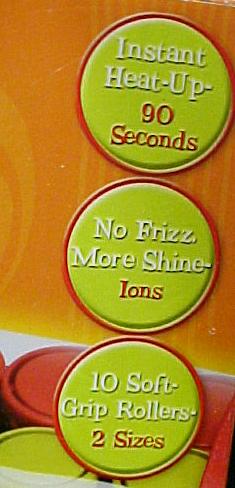 Instant
Heat-Up-
90
Seconds
No Frizz,
More Shine-
Ions
10 Soft-
Grip Rollers-
2 Sizes